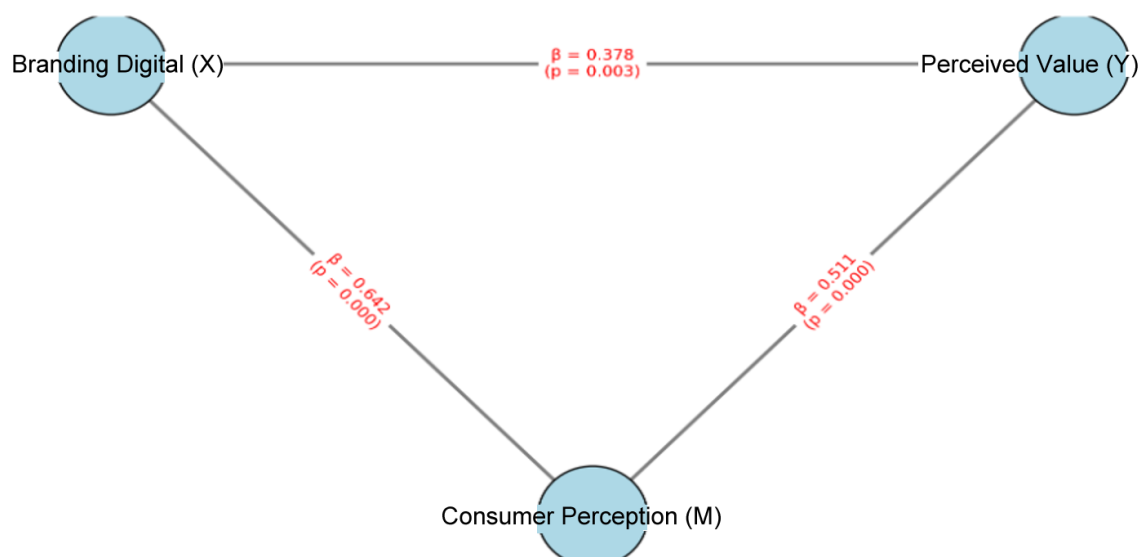 Branding Digital (X)
β = 0.378
(p = 0.003)
Perceived Value (Y)
β = 0.642
(p = 0.000)
β = 0.511
(p = 0.000)
Consumer Perception (M)